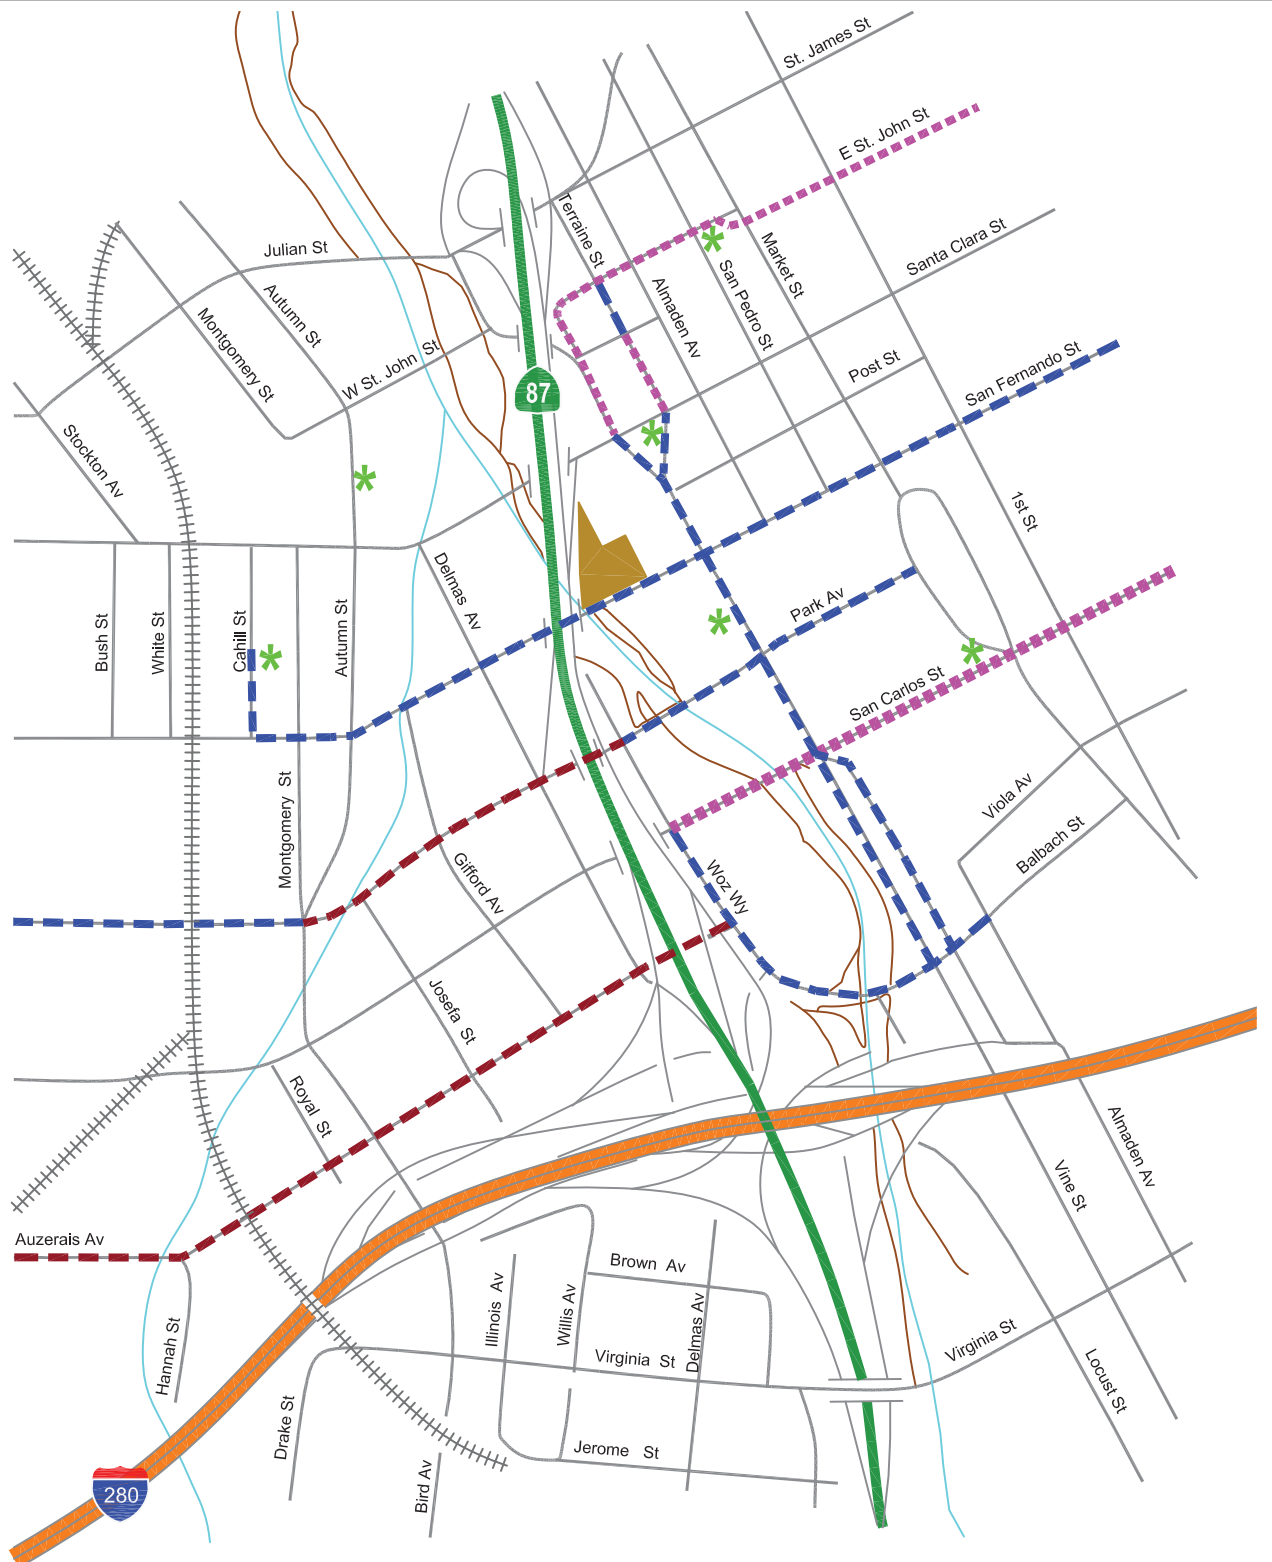 St. James St
E St. John St
Terraine St
Julian St
Santa Clara St
Market St
Autumn St
San Pedro St
Almaden Av
Montgomery St
W St. John St
San Fernando St
Post St
87
Stockton Av
1st St
Delmas Av
Park Av
Bush St
White St
Cahill St
Autumn St
San Carlos St
Montgomery St
Viola Av
Balbach St
Gifford Av
Woz Wy
Josefa St
Royal St
Almaden Av
Vine St
Auzerais Av
Brown Av
Illinois Av
Willis Av
Delmas Av
Hannah St
Virginia St
Virginia St
Locust St
Drake St
Jerome St
Bird Av
280